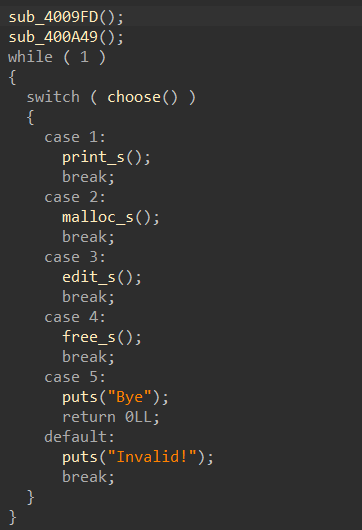 sub_4009FD();
sub_400A49();
while ( 1 )
{
  switch ( choose() )
  {
    case 1:
      print_s();
      break;
    case 2:
      malloc_s();
      break;
    case 3:
      edit_s();
      break;
    case 4:
      free_s();
      break;
    case 5:
      puts("Bye");
      return 0LL;
    default:
      puts("Invalid!");
      break;
  }
}